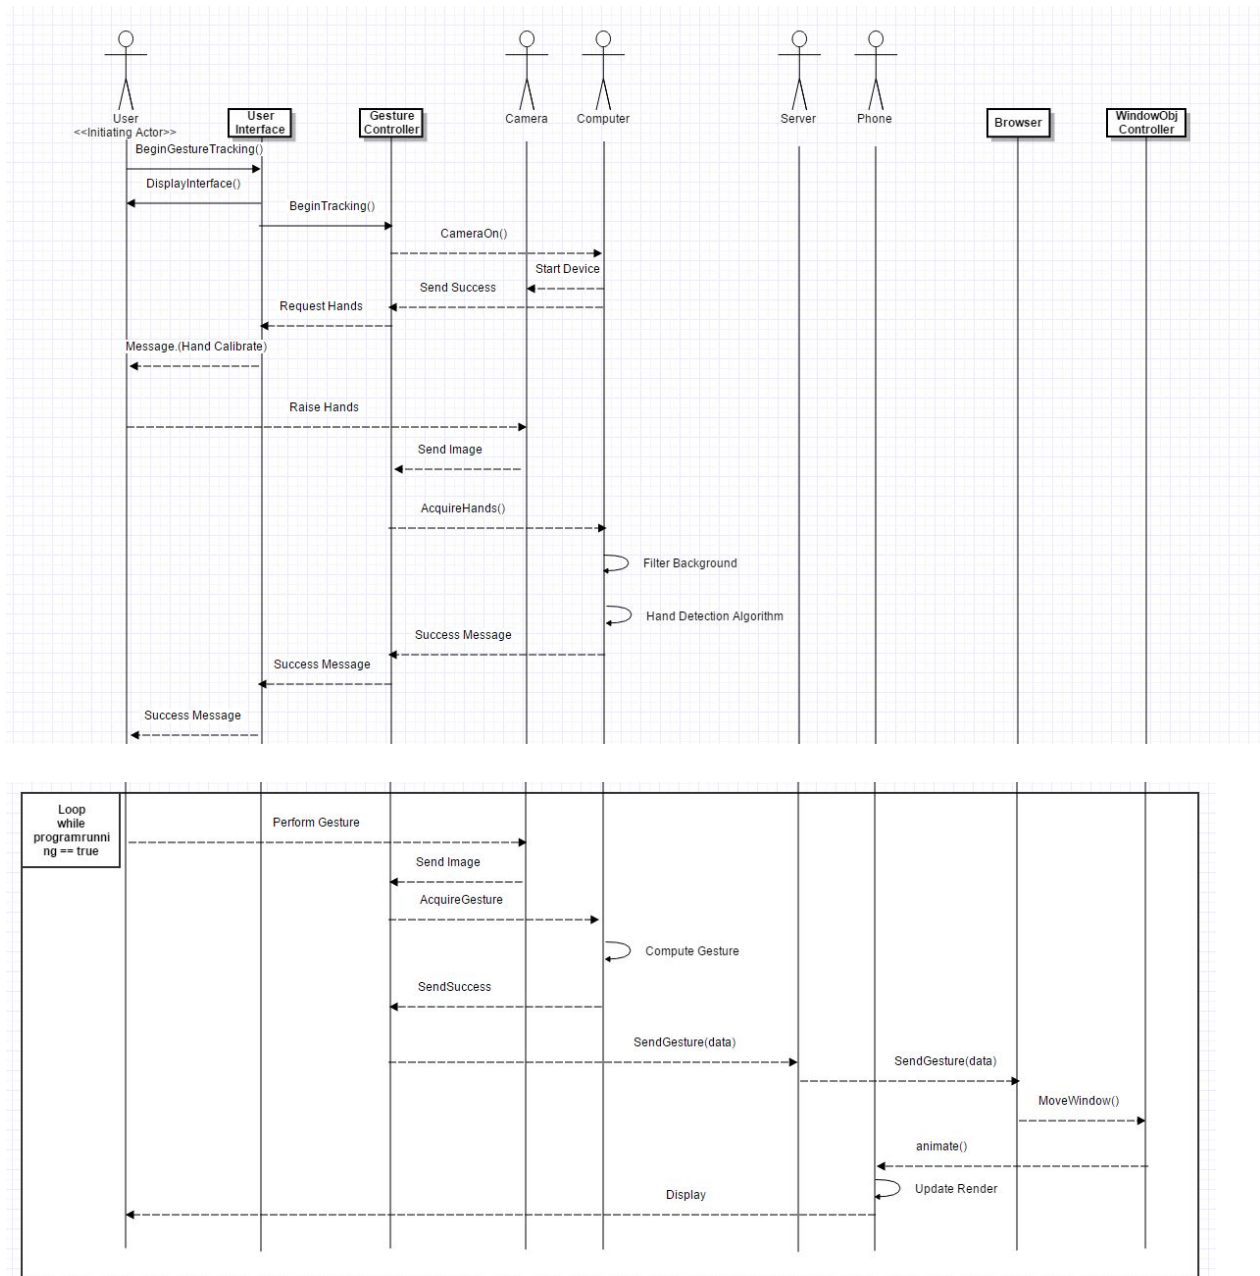 User
<<Initiating Actor>>
User
Interface
Gesture
Controller
Camera
Computer
Server
Phone
Browser
WindowObj
Controller
BeginGestureTracking()
DisplayInterface()
BeginTracking()
CameraOn()
Start Device
Send Success
Request Hands
Message.(Hand Calibrate)
Raise Hands
Send Image
AcquireHands()
Filter Background
Hand Detection Algorithm
Success Message
Success Message
Success Message
Loop
while
programrunni
ng == true
Perform Gesture
Send Image
AcquireGesture
Compute Gesture
SendSuccess
SendGesture(data)
SendGesture(data)
MoveWindow()
animate()
Update Render
Display